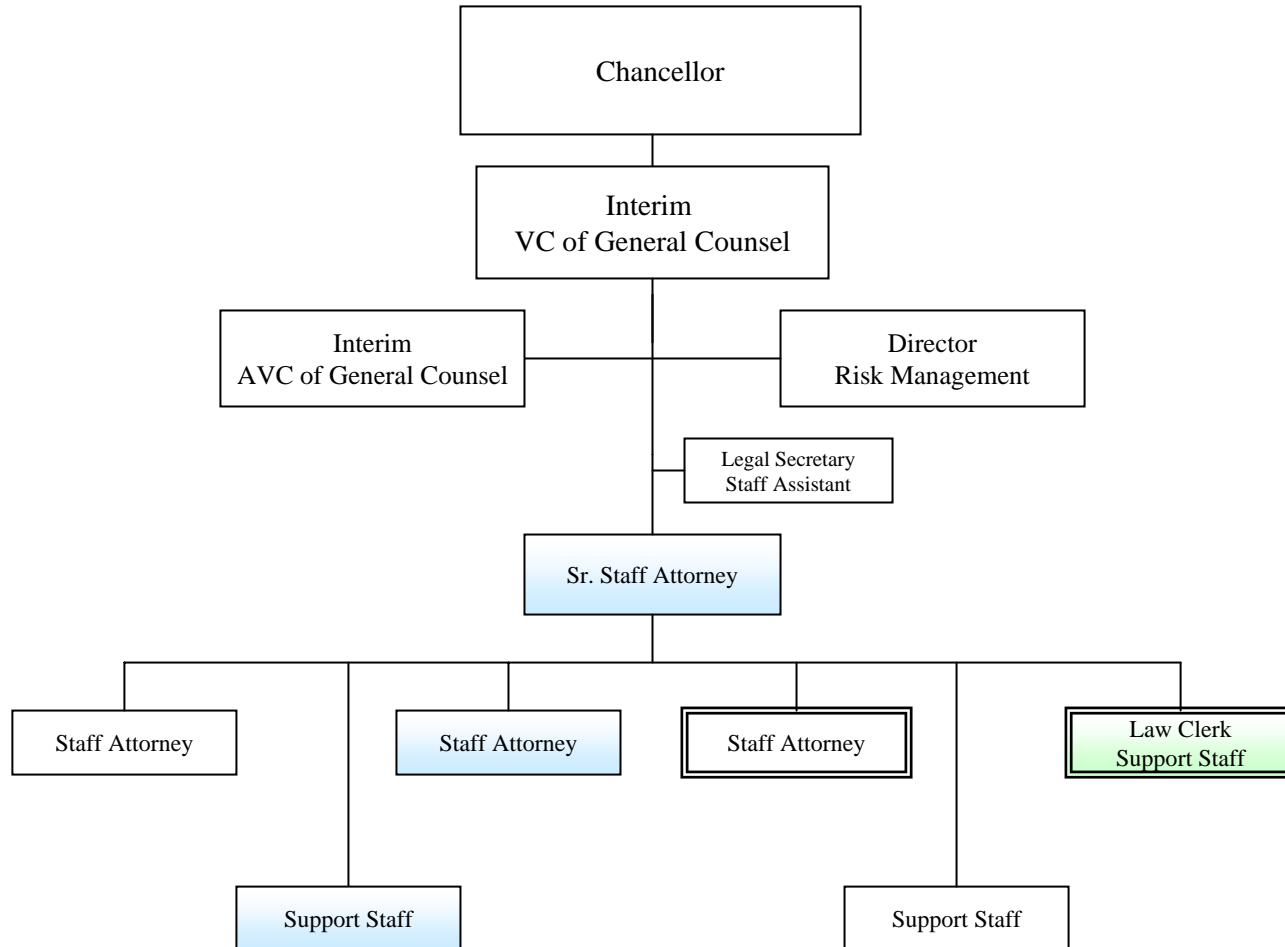 Chancellor
Interim
VC of General Counsel
Interim
AVC of General Counsel
Director
Risk Management
Legal Secretary
Staff Assistant
Sr. Staff Attorney
Staff Attorney
Staff Attorney
Staff Attorney
Law Clerk
Support Staff
Support Staff
Support Staff